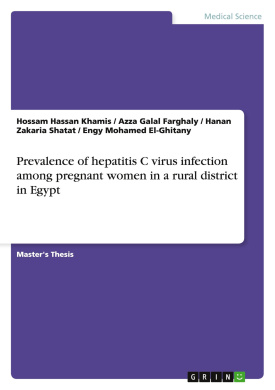 Medical Science
Hossam Hassan Khamis / Azza Galal Farghaly / Hanan
Zakaria Shatat / Engy Mohamed El-Ghitany
Prevalence of hepatitis C virus infection
among pregnant women in a rural district
in Egypt
Master's Thesis
GRIN